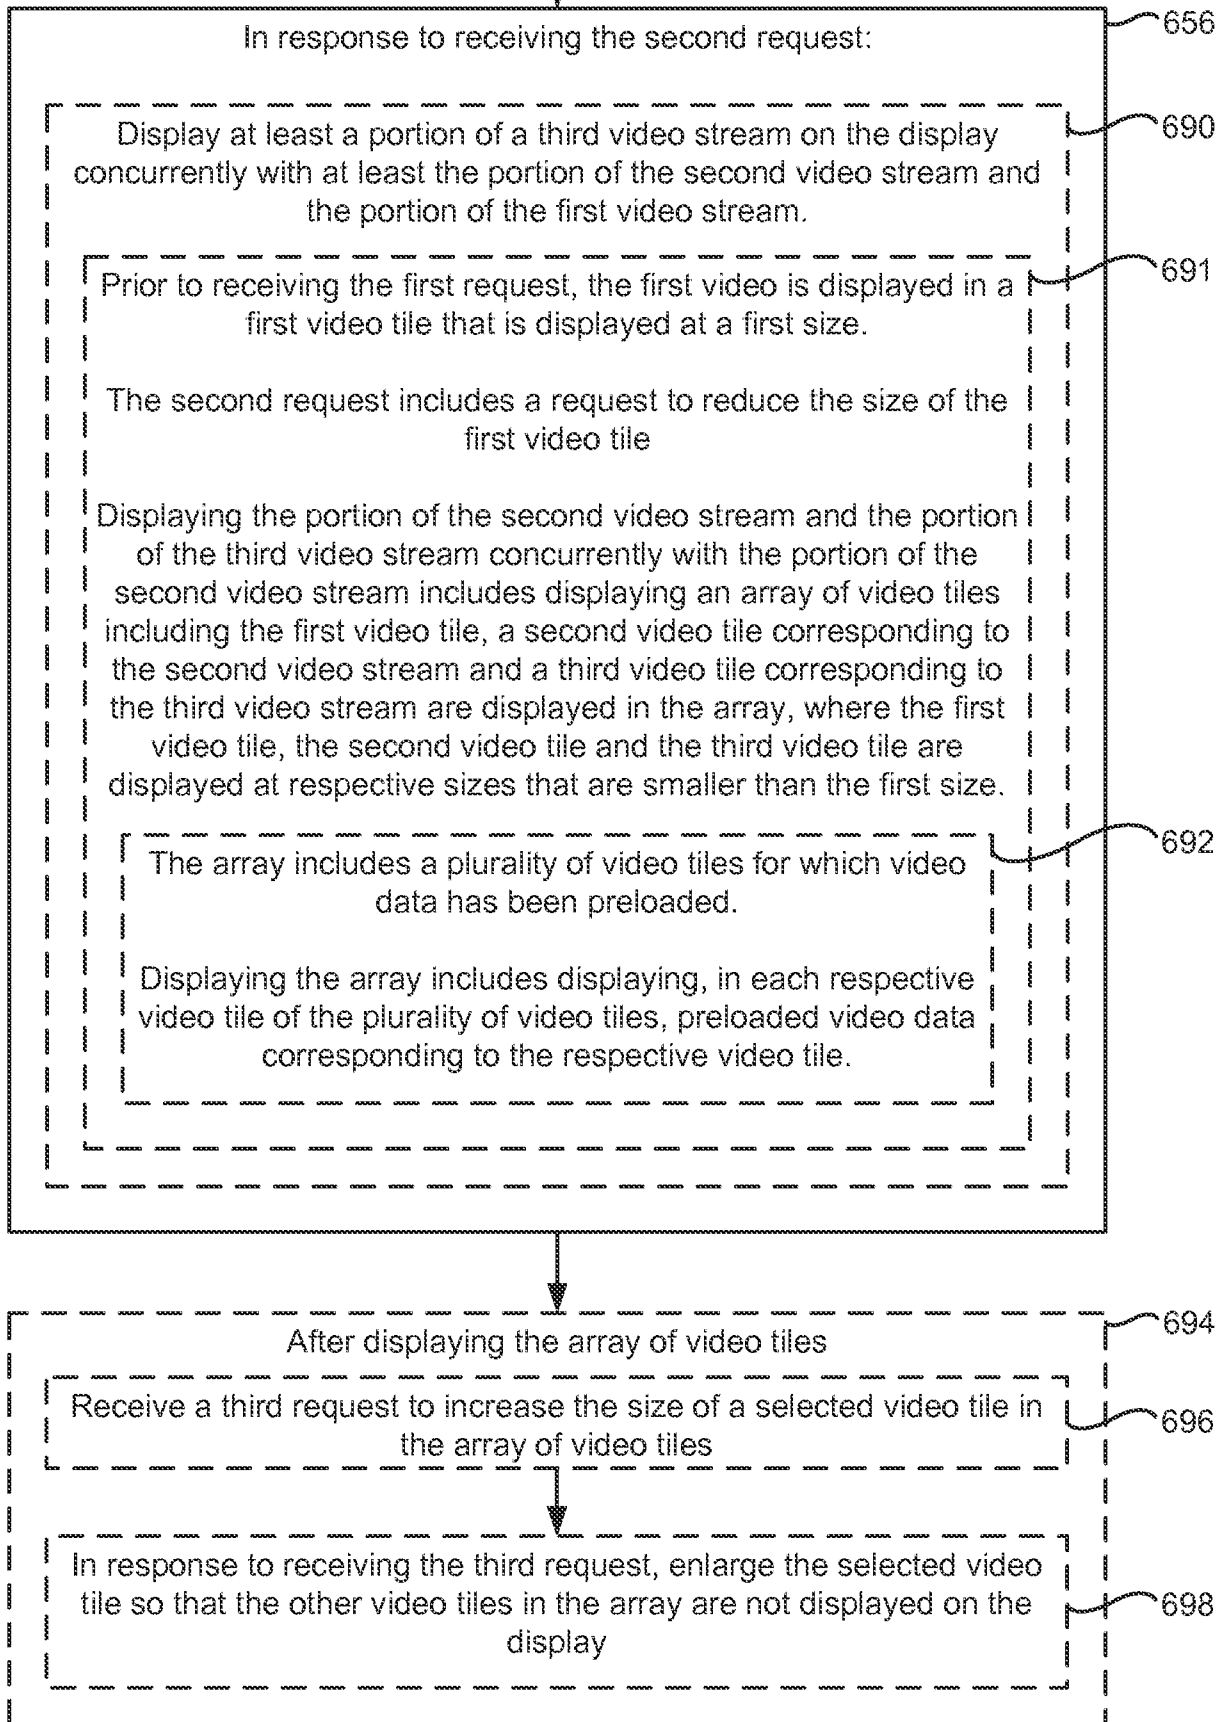 In response to receiving the second request:
656
Display at least a portion of a third video stream on the display
concurrently with at least the portion of the second video stream and
the portion of the first video stream.
690
Prior to receiving the first request, the first video is displayed in a
first video tile that is displayed at a first size.
691
The second request includes a request to reduce the size of the
first video tile
Displaying the portion of the second video stream and the portion
of the third video stream concurrently with the portion of the
second video stream includes displaying an array of video tiles
including the first video tile, a second video tile corresponding to
the second video stream and a third video tile corresponding to
the third video stream are displayed in the array, where the first
video tile, the second video tile and the third video tile are
displayed at respective sizes that are smaller than the first size.
The array includes a plurality of video tiles for which video
data has been preloaded.
692
Displaying the array includes displaying, in each respective
video tile of the plurality of video tiles, preloaded video data
corresponding to the respective video tile.
After displaying the array of video tiles
694
Receive a third request to increase the size of a selected video tile in
the array of video tiles
696
In response to receiving the third request, enlarge the selected video
tile so that the other video tiles in the array are not displayed on the
display
698